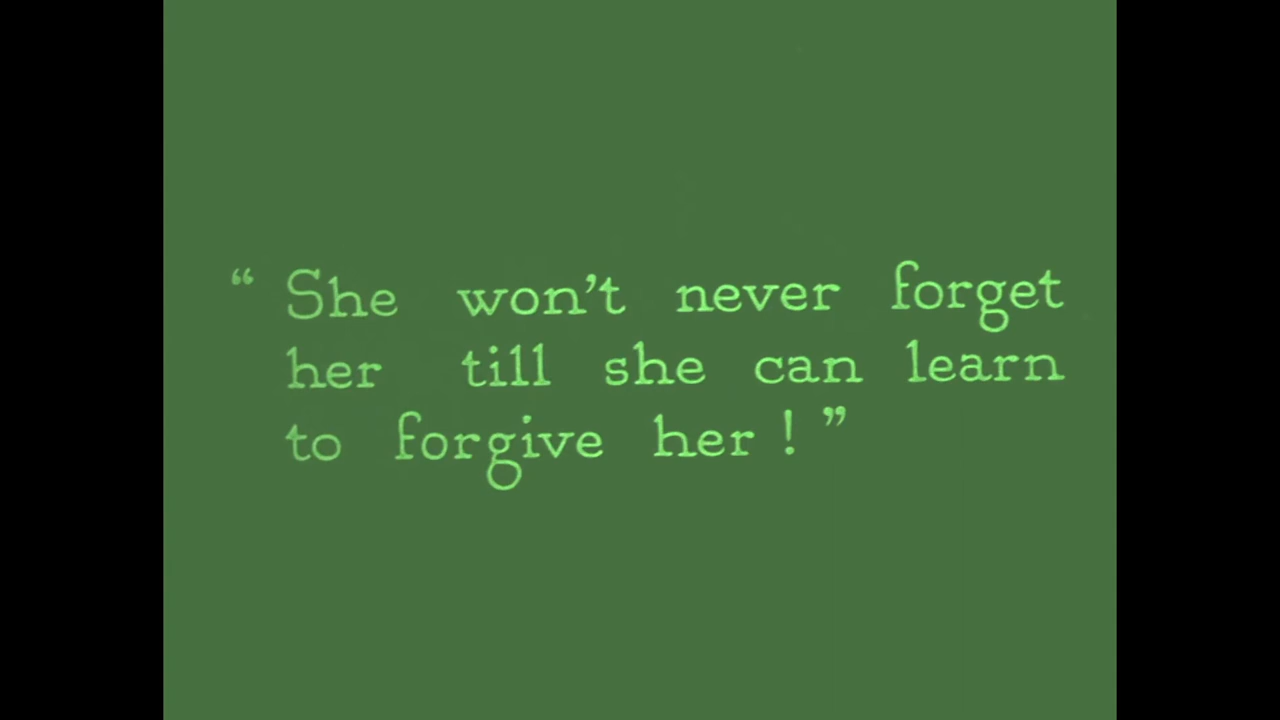 “ She won’t never forget
her till she can learn
to forgive her ! ”